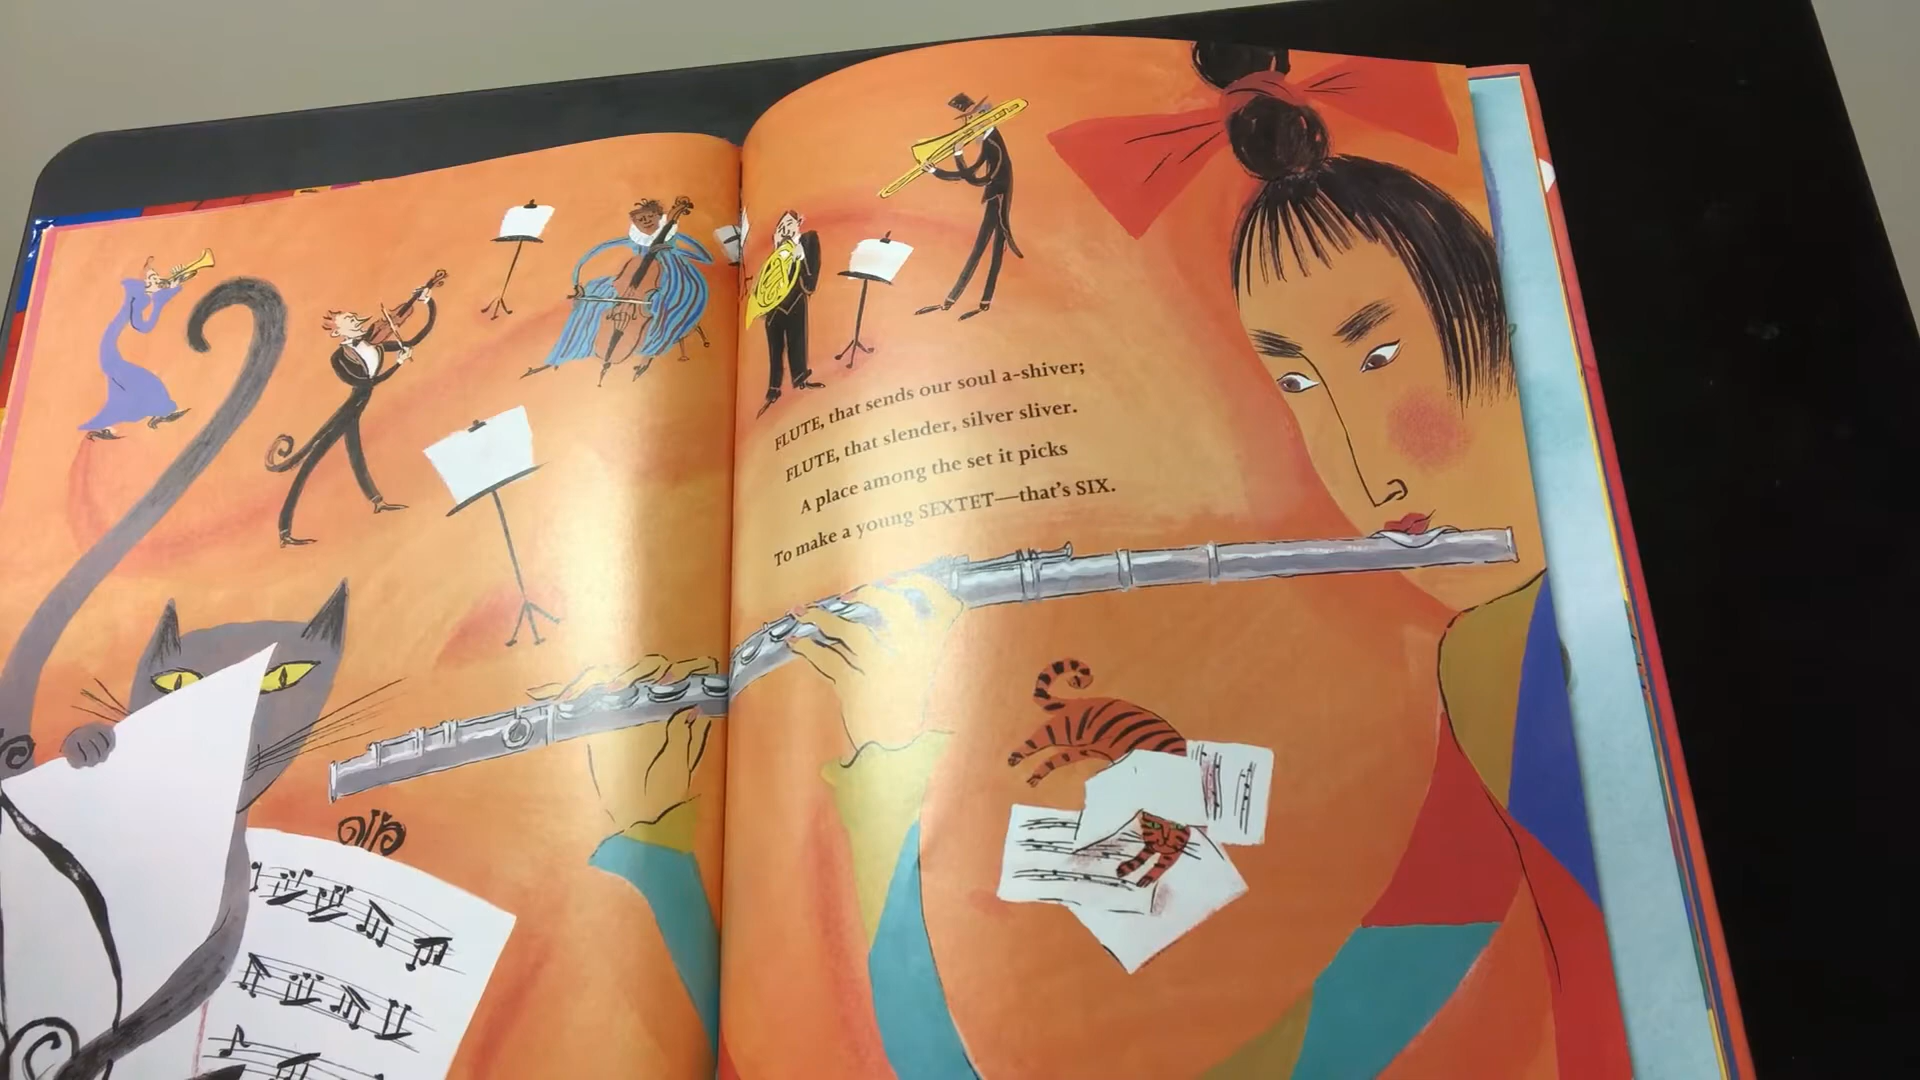 FLUTE, that sends our soul a-shiver;
FLUTE, that slender, silver sliver.
A place among the set it picks
To make a young SEXTET—that's SIX.